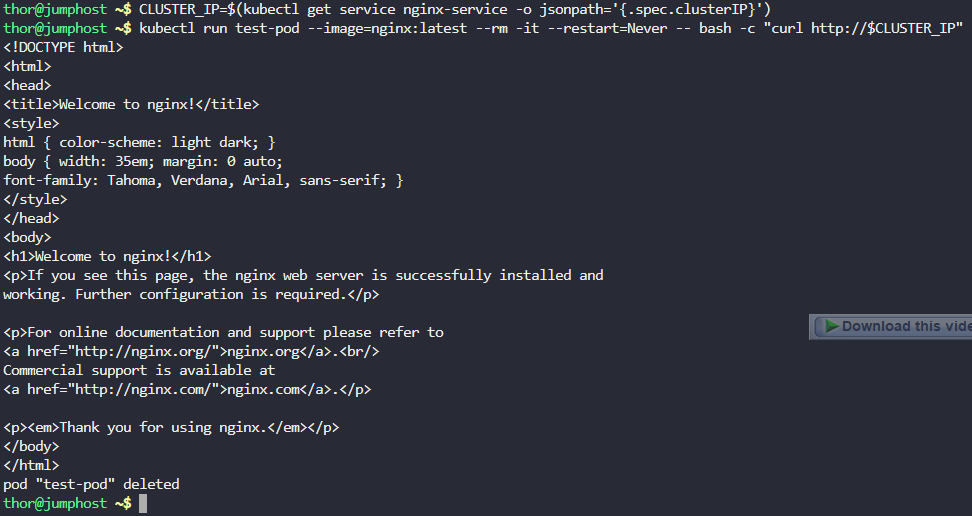 thor@jumphost ~$ CLUSTER_IP=$(kubectl get service nginx-service -o jsonpath='{.spec.clusterIP}')
thor@jumphost ~$ kubectl run test-pod --image=nginx:latest --rm -it --restart=Never -- bash -c "curl http://$CLUSTER_IP"
<!DOCTYPE html>
<html>
<head>
<title>Welcome to nginx!</title>
<style>
html { color-scheme: light dark; }
body { width: 35em; margin: 0 auto;
font-family: Tahoma, Verdana, Arial, sans-serif; }
</style>
</head>
<body>
<h1>Welcome to nginx!</h1>
<p>If you see this page, the nginx web server is successfully installed and
working. Further configuration is required.</p>

<p>For online documentation and support please refer to
<a href="http://nginx.org/">nginx.org</a>.<br/>
Commercial support is available at
<a href="http://nginx.com/">nginx.com</a>.</p>

<p><em>Thank you for using nginx.</em></p>
</body>
</html>
pod "test-pod" deleted
thor@jumphost ~$
Download this vide